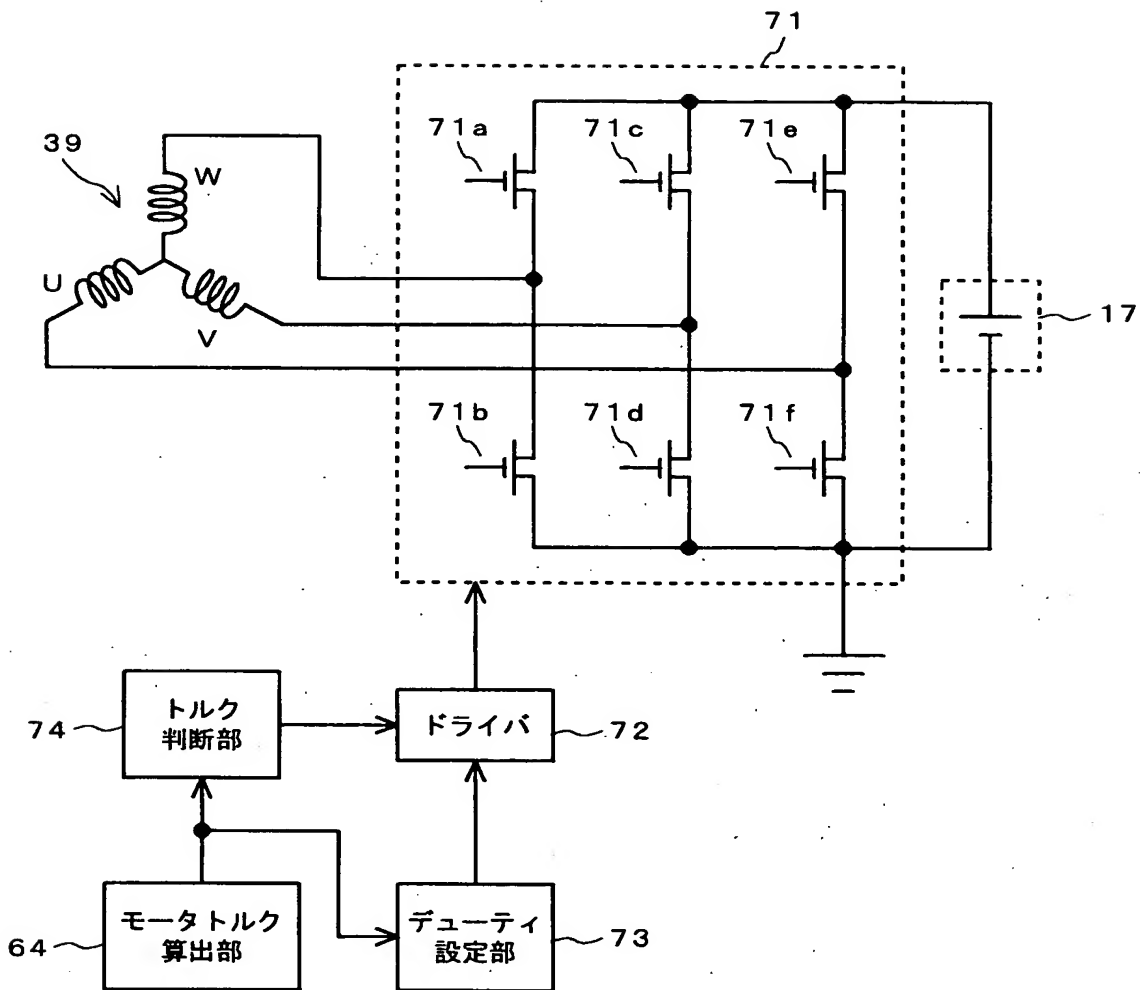 71
71a
71c
71e
39
W
U
V
17
71b
71d
71f
トルク
判断部
74
ドライバ
72
モータトルク
算出部
64
デューティ
設定部
73